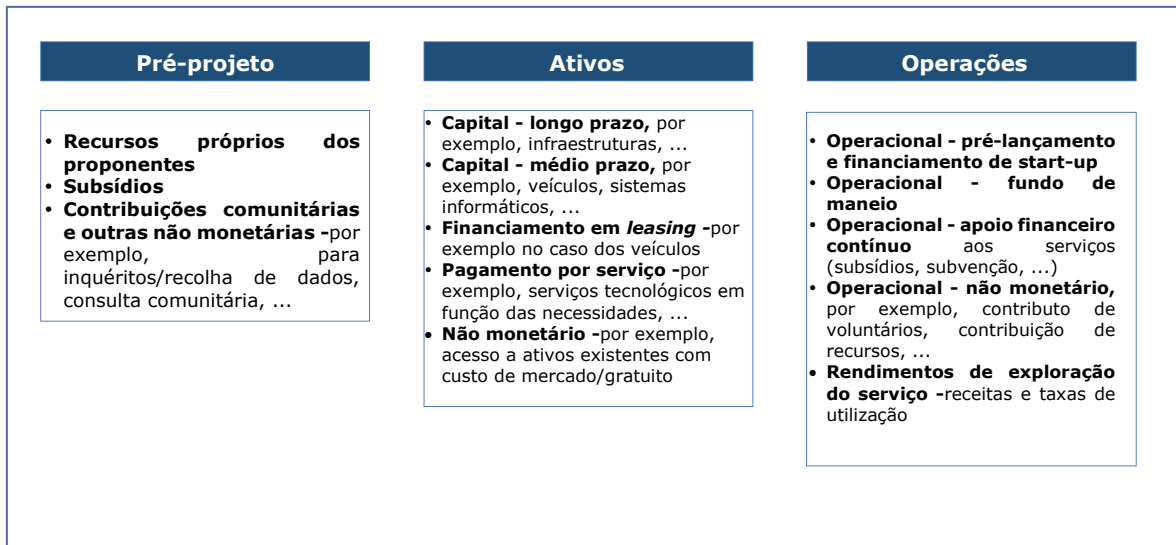 Pré-projeto
• Recursos próprios dos
proponentes
• Subsídios
• Contribuições comunitárias
e outras não monetárias -por
exemplo, para
inquéritos/recolha de dados,
consulta comunitária, ...
Ativos
• Capital - longo prazo, por
exemplo, infraestruturas, ...
• Capital - médio prazo, por
exemplo, veículos, sistemas
informáticos, ...
• Financiamento em leasing -por
exemplo no caso dos veículos
• Pagamento por serviço -por
exemplo, serviços tecnológicos em
função das necessidades, ...
• Não monetário -por exemplo,
acesso a ativos existentes com
custo de mercado/gratuito
Operações
• Operacional - pré-lançamento
e financiamento de start-up
• Operacional - fundo de
maneio
• Operacional - apoio financeiro
contínuo aos serviços
(subsídios, subvenção, ...)
• Operacional - não monetário,
por exemplo, contributo de
voluntários, contribuição de
recursos, ...
• Rendimentos de exploração
do serviço -receitas e taxas de
utilização